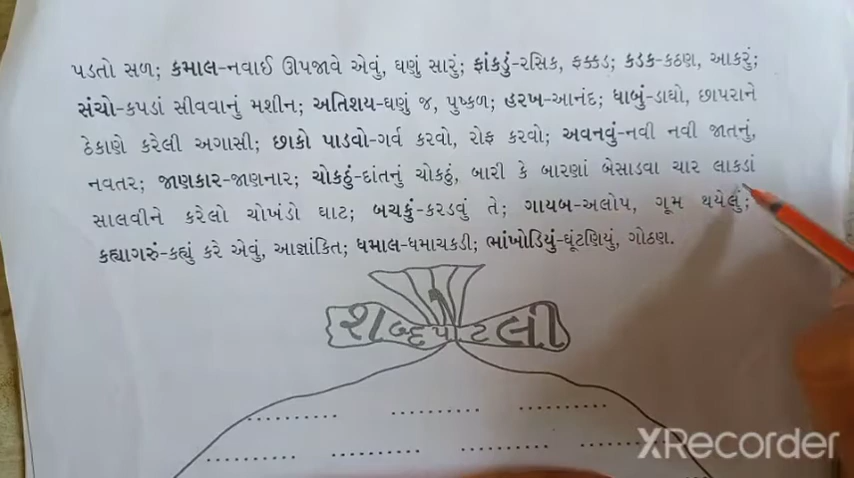 પડતો સળ; કમાલ-નવાઈ ઊપજાવે એવું, ઘણું સારું; ફાંકડું-રસિક, ફક્કડ; કડક-કઠણ, આકરું;
સંચો-કપડાં સીવવાનું મશીન; અતિશય-ઘણું જ, પુષ્કળ; હરખ-આનંદ; ધાબું-ડાઘો, છાપરાને
ઠેકાણે કરેલી અગાસી; છાકો પાડવો-ગર્વ કરવો, રોફ કરવો; અવનવું-નવી નવી જાતનું,
નવતર; જાણકાર-જાણનાર; ચોકઠું-દાંતનું ચોકઠું, બારી કે બારણાં બેસાડવા ચાર લાકડાં
સાલવીને કરેલો ચોખંડો ઘાટ; બચકું-કરડવું તે; ગાયબ-અલોપ, ગૂમ થયેલું;
કહ્યાગરું-કહ્યું કરે એવું, આજ્ઞાંકિત; ધમાલ-ધમાચકડી; ભાંખોડિયું-ઘૂંટણિયું, ગોઠણ.
શબ્દપોટલી
XRecorder